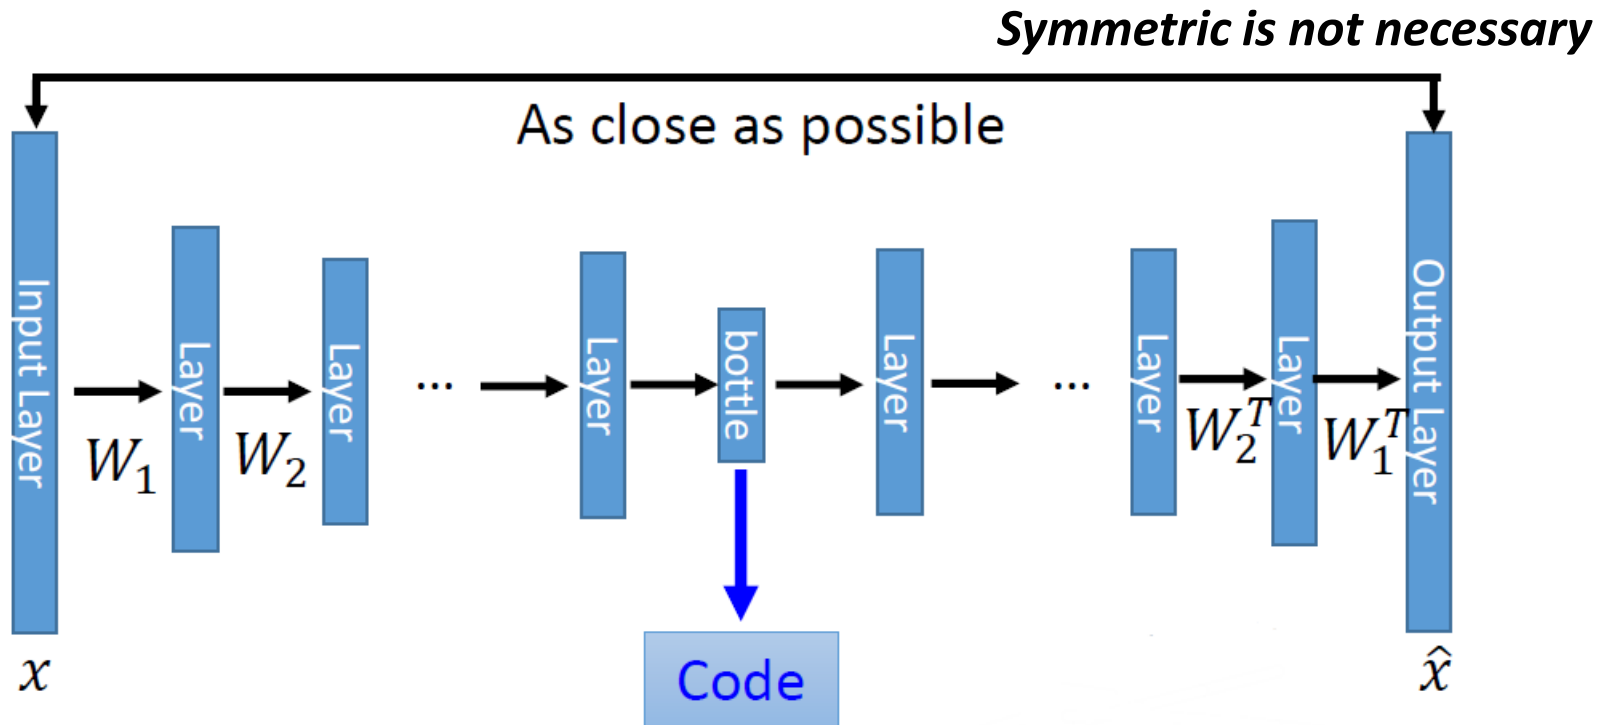 Symmetric is not necessary
As close as possible
Input Layer
Layer
Layer
...
Layer
bottle
Layer
...
Layer
Layer
Output Layer
W₁
W₂
W₂ᵀ
W₁ᵀ
x
Code
x̂